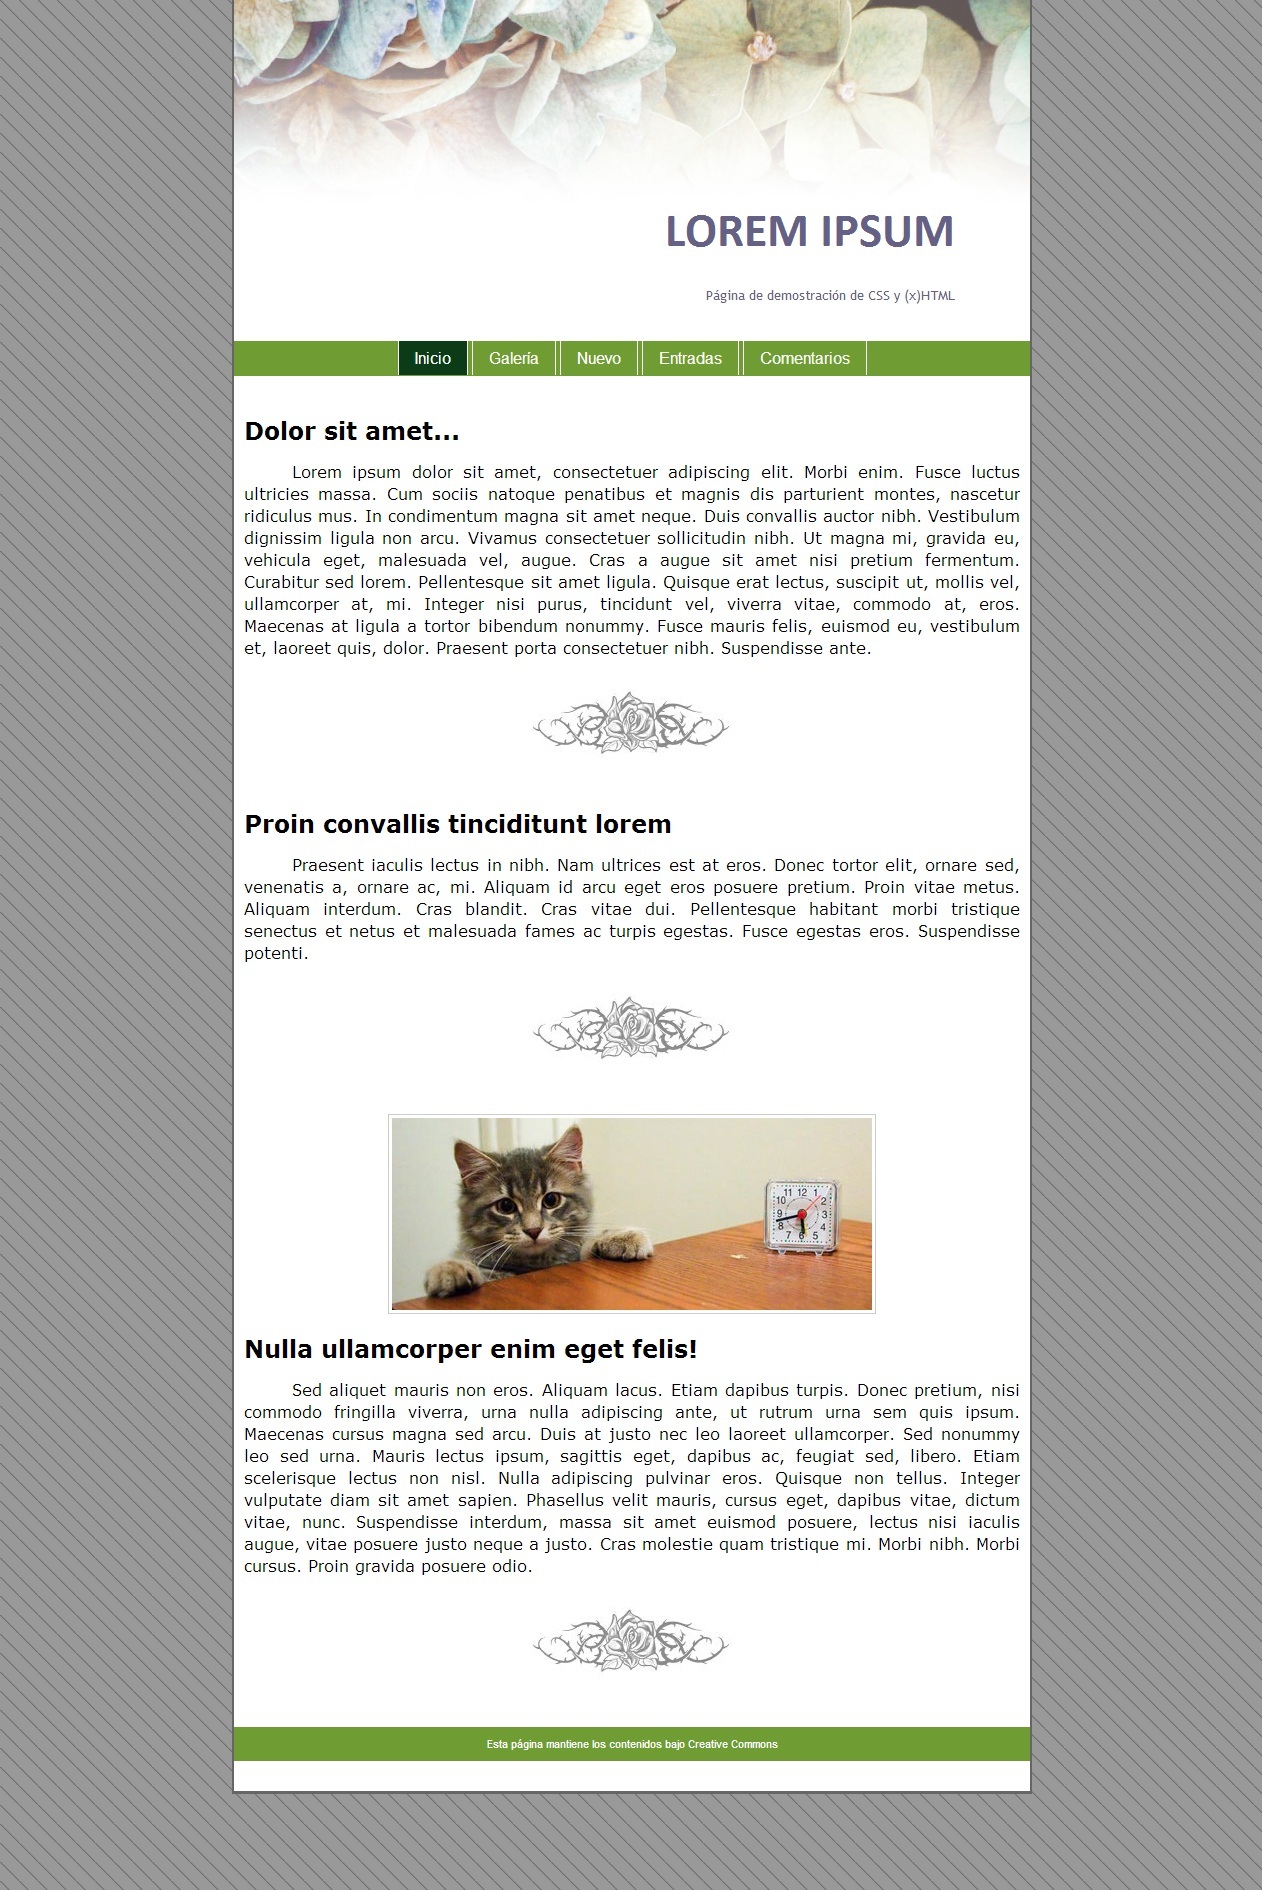 LOREM IPSUM
Página de demostración de CSS y (x)HTML
Inicio Galería Nuevo Entradas Comentarios
Dolor sit amet...
Lorem ipsum dolor sit amet, consectetuer adipiscing elit. Morbi enim. Fusce luctus
ultricies massa. Cum sociis natoque penatibus et magnis dis parturient montes, nascetur
ridiculus mus. In condimentum magna sit amet neque. Duis convallis auctor nibh. Vestibulum
dignissim ligula non arcu. Vivamus consectetuer sollicitudin nibh. Ut magna mi, gravida eu,
vehicula eget, malesuada vel, augue. Cras a augue sit amet nisi pretium fermentum.
Curabitur sed lorem. Pellentesque sit amet ligula. Quisque erat lectus, suscipit ut, mollis vel,
ullamcorper at, mi. Integer nisi purus, tincidunt vel, viverra vitae, commodo at, eros.
Maecenas at ligula a tortor bibendum nonummy. Fusce mauris felis, euismod eu, vestibulum
et, laoreet quis, dolor. Praesent porta consectetuer nibh. Suspendisse ante.
Proin convallis tinciditunt lorem
Praesent iaculis lectus in nibh. Nam ultrices est at eros. Donec tortor elit, ornare sed,
venenatis a, ornare ac, mi. Aliquam id arcu eget eros posuere pretium. Proin vitae metus.
Aliquam interdum. Cras blandit. Cras vitae dui. Pellentesque habitant morbi tristique
senectus et netus et malesuada fames ac turpis egestas. Fusce egestas eros. Suspendisse
potenti.
11 12 1
10 2
9 3
8 4
7 6 5
Nulla ullamcorper enim eget felis!
Sed aliquet mauris non eros. Aliquam lacus. Etiam dapibus turpis. Donec pretium, nisi
commodo fringilla viverra, urna nulla adipiscing ante, ut rutrum urna sem quis ipsum.
Maecenas cursus magna sed arcu. Duis at justo nec leo laoreet ullamcorper. Sed nonummy
leo sed urna. Mauris lectus ipsum, sagittis eget, dapibus ac, feugiat sed, libero. Etiam
scelerisque lectus non nisl. Nulla adipiscing pulvinar eros. Quisque non tellus. Integer
vulputate diam sit amet sapien. Phasellus velit mauris, cursus eget, dapibus vitae, dictum
vitae, nunc. Suspendisse interdum, massa sit amet euismod posuere, lectus nisi iaculis
augue, vitae posuere justo neque a justo. Cras molestie quam tristique mi. Morbi nibh. Morbi
cursus. Proin gravida posuere odio.
Esta página mantiene los contenidos bajo Creative Commons